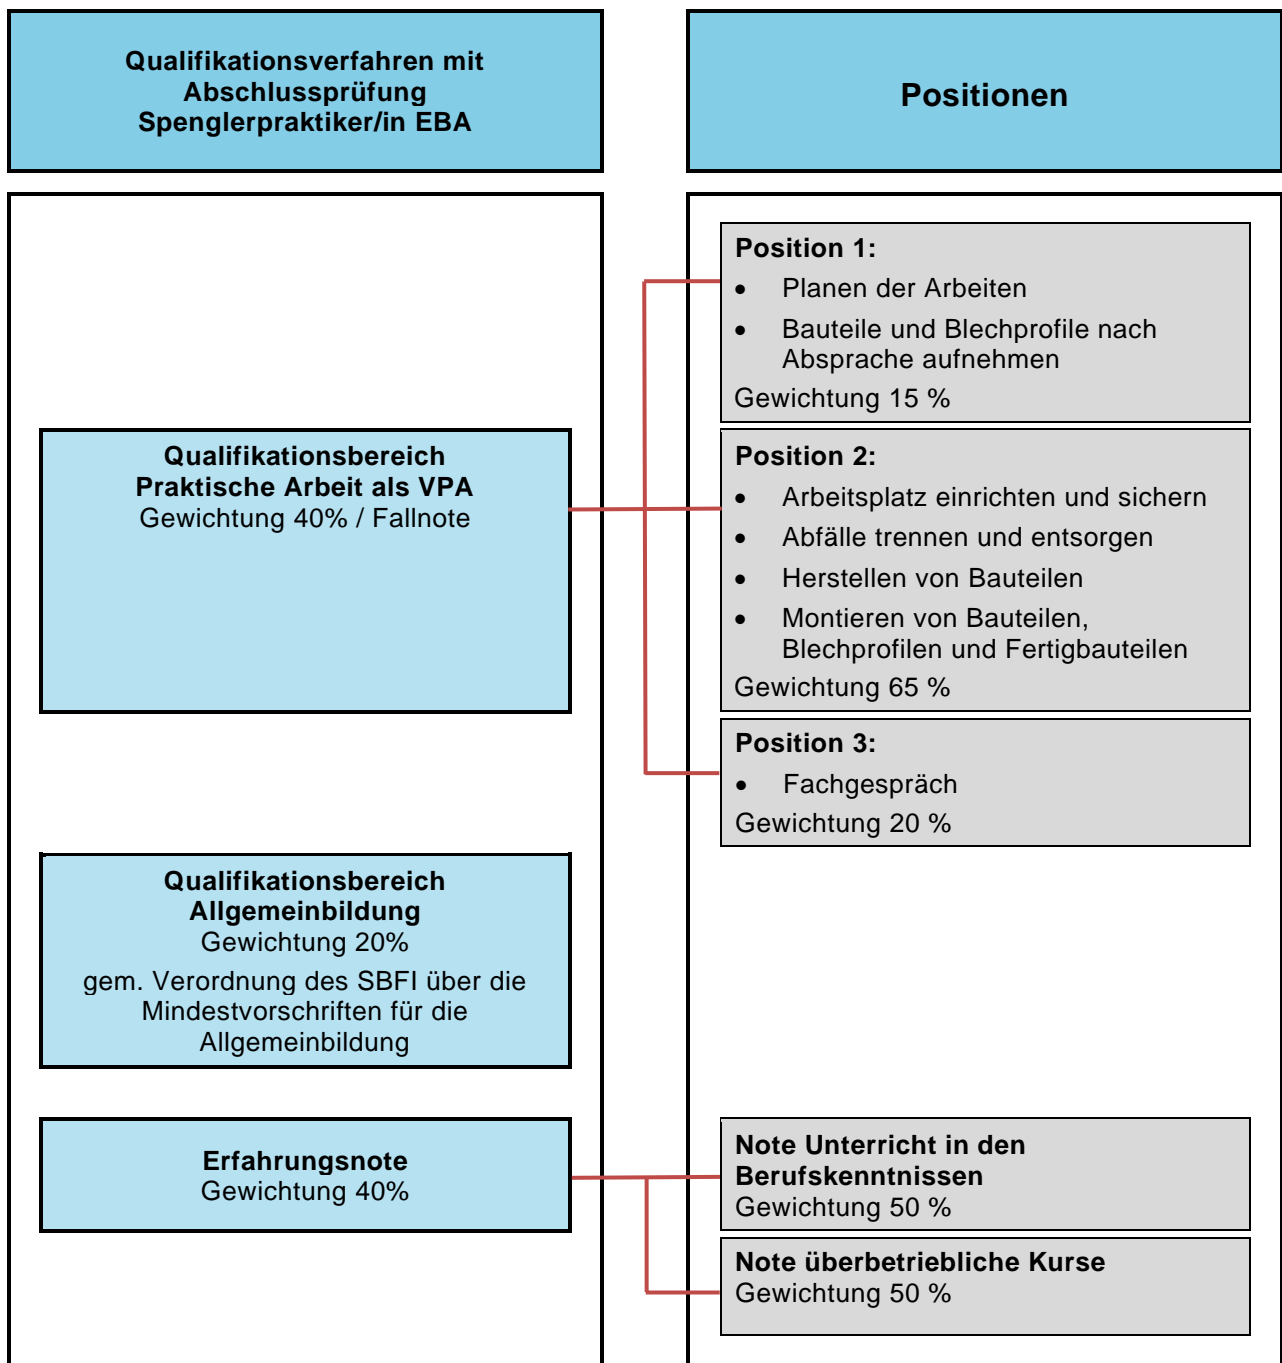 Qualifikationsverfahren mit
Abschlussprüfung
Spenglerpraktiker/in EBA
Positionen
Qualifikationsbereich
Praktische Arbeit als VPA
Gewichtung 40% / Fallnote
Position 1:
• Planen der Arbeiten
• Bauteile und Blechprofile nach
Absprache aufnehmen
Gewichtung 15 %
Position 2:
• Arbeitsplatz einrichten und sichern
• Abfälle trennen und entsorgen
• Herstellen von Bauteilen
• Montieren von Bauteilen,
Blechprofilen und Fertigbauteilen
Gewichtung 65 %
Position 3:
• Fachgespräch
Gewichtung 20 %
Qualifikationsbereich
Allgemeinbildung
Gewichtung 20%
gem. Verordnung des SBFI über die
Mindestvorschriften für die
Allgemeinbildung
Erfahrungsnote
Gewichtung 40%
Note Unterricht in den
Berufskenntnissen
Gewichtung 50 %
Note überbetriebliche Kurse
Gewichtung 50 %